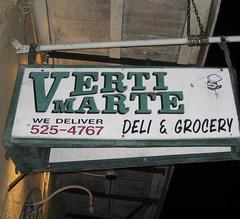 VERTI
MARTE
WE DELIVER
525-4767
DELI & GROCERY